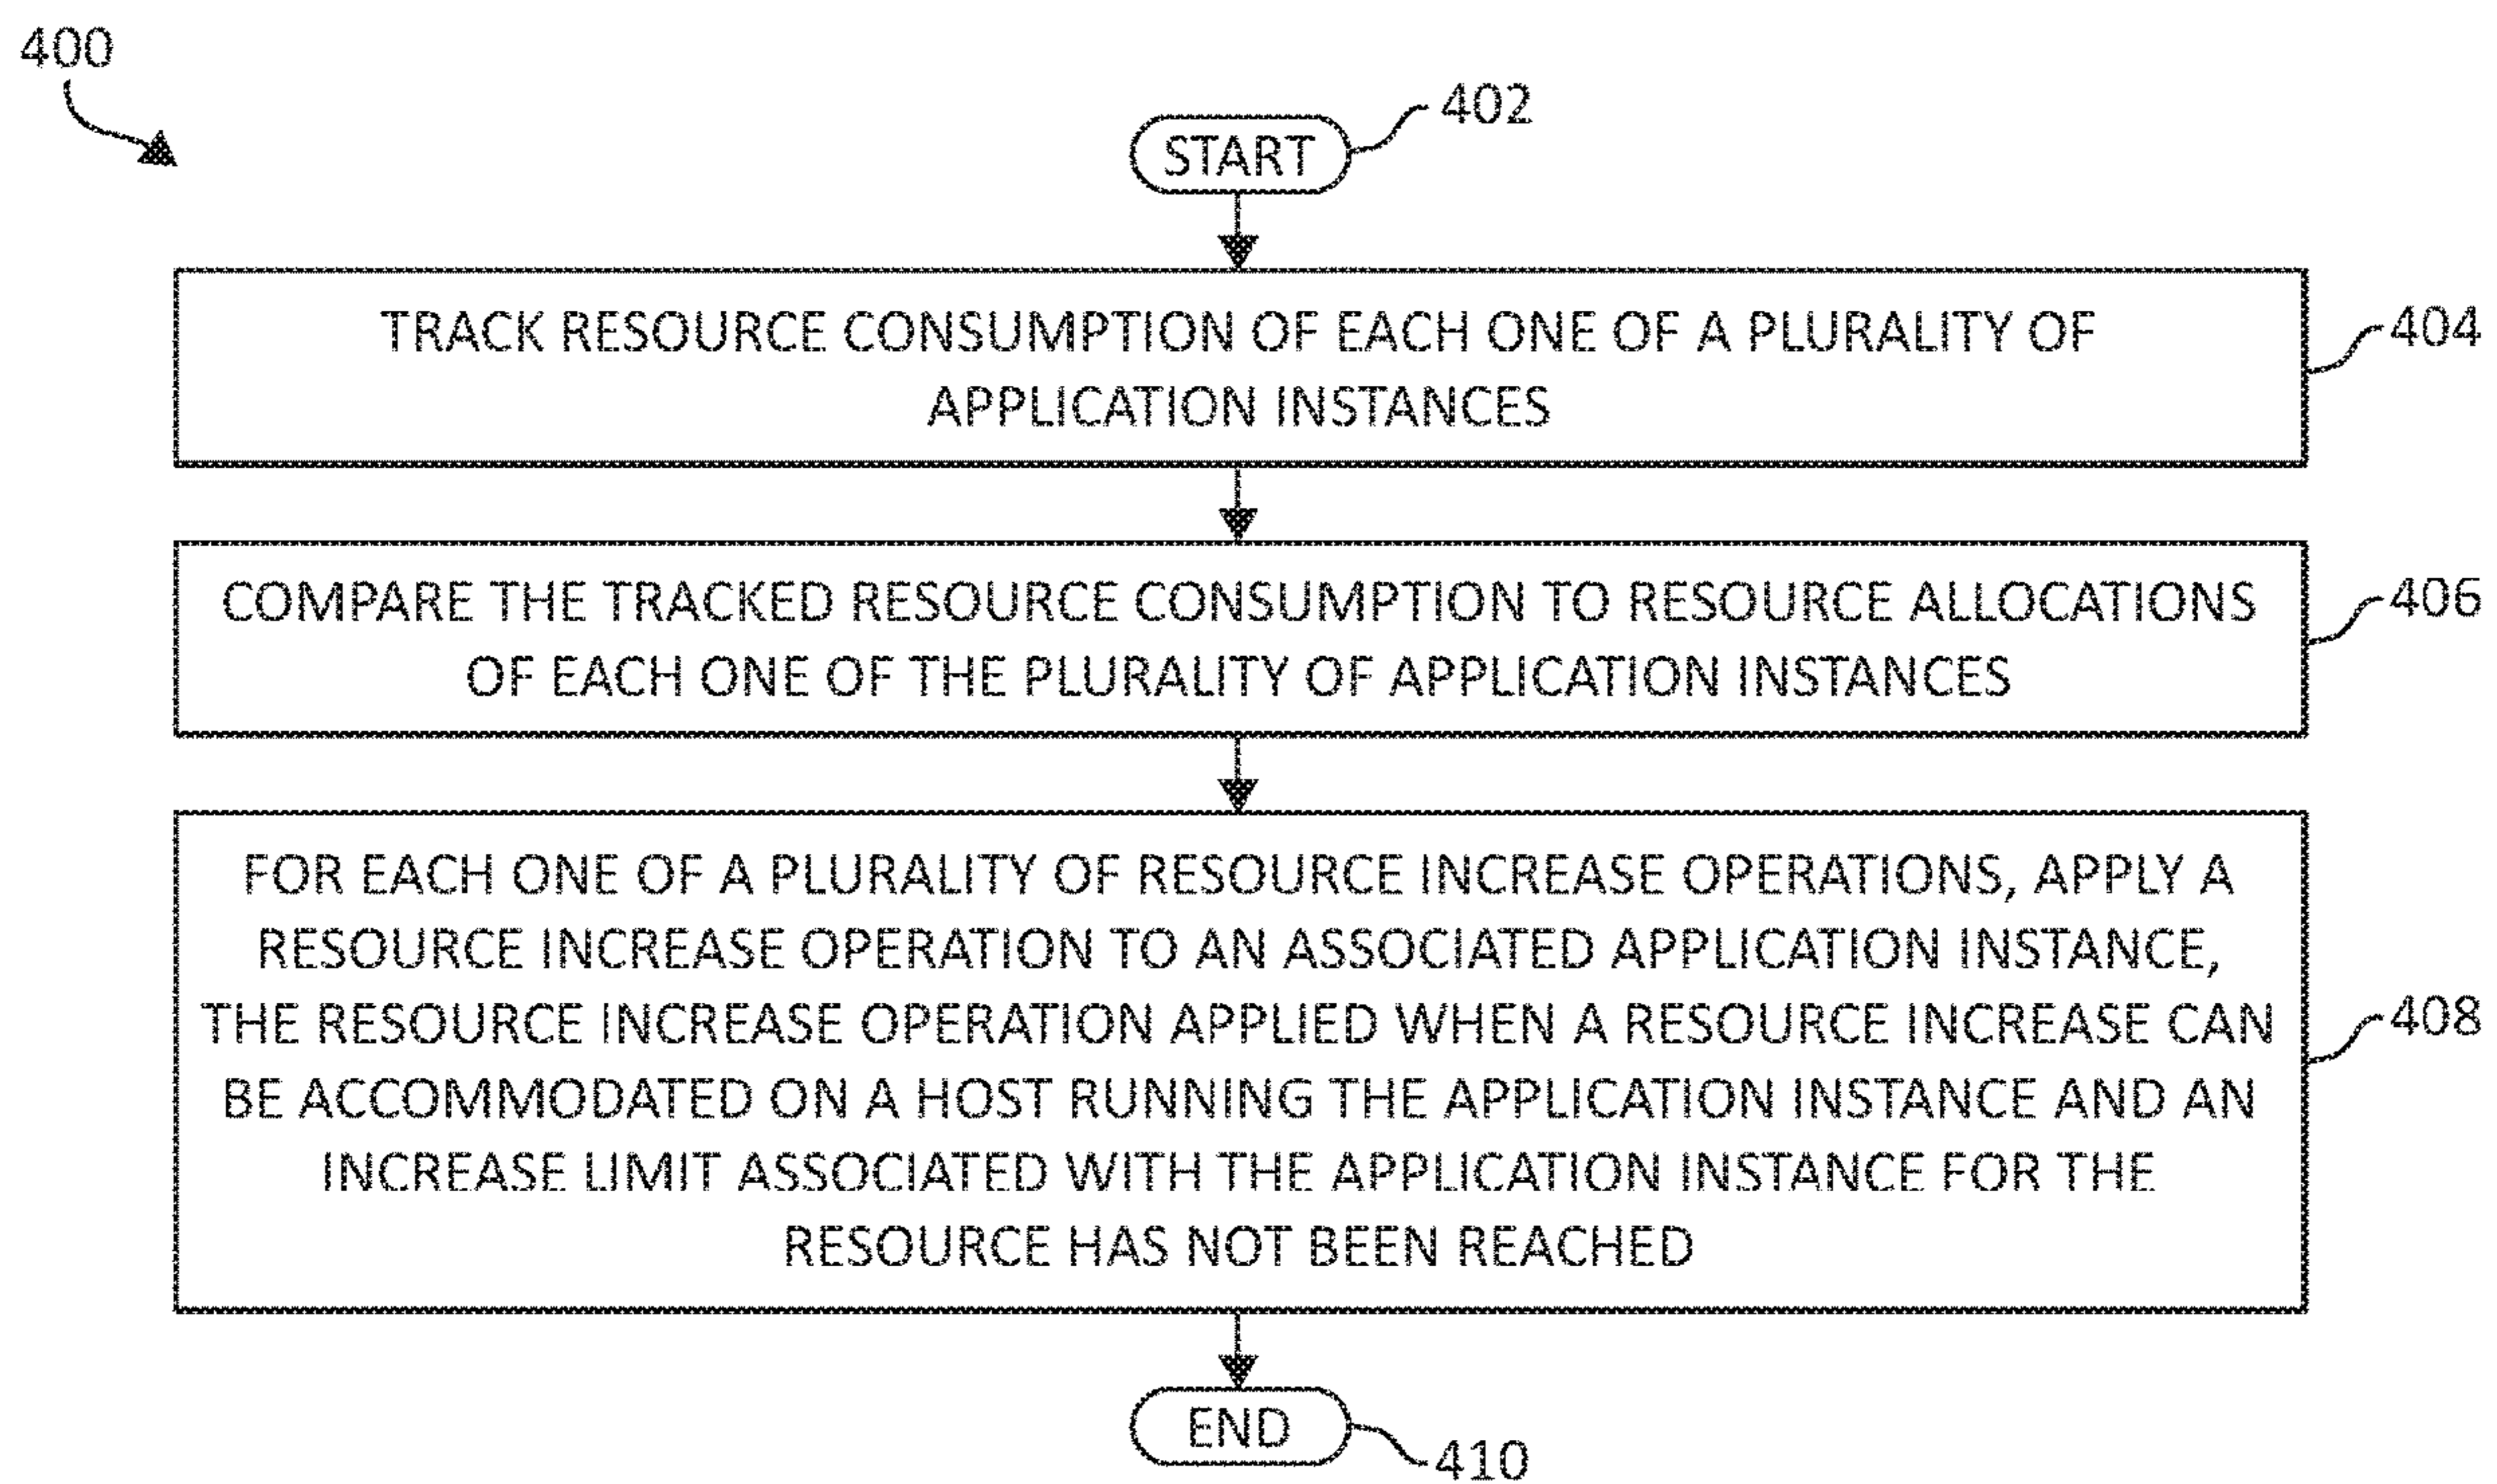 400
START
402
TRACK RESOURCE CONSUMPTION OF EACH ONE OF A PLURALITY OF
APPLICATION INSTANCES
404
COMPARE THE TRACKED RESOURCE CONSUMPTION TO RESOURCE ALLOCATIONS
OF EACH ONE OF THE PLURALITY OF APPLICATION INSTANCES
406
FOR EACH ONE OF A PLURALITY OF RESOURCE INCREASE OPERATIONS, APPLY A
RESOURCE INCREASE OPERATION TO AN ASSOCIATED APPLICATION INSTANCE,
THE RESOURCE INCREASE OPERATION APPLIED WHEN A RESOURCE INCREASE CAN
BE ACCOMMODATED ON A HOST RUNNING THE APPLICATION INSTANCE AND AN
INCREASE LIMIT ASSOCIATED WITH THE APPLICATION INSTANCE FOR THE
RESOURCE HAS NOT BEEN REACHED
408
END
410